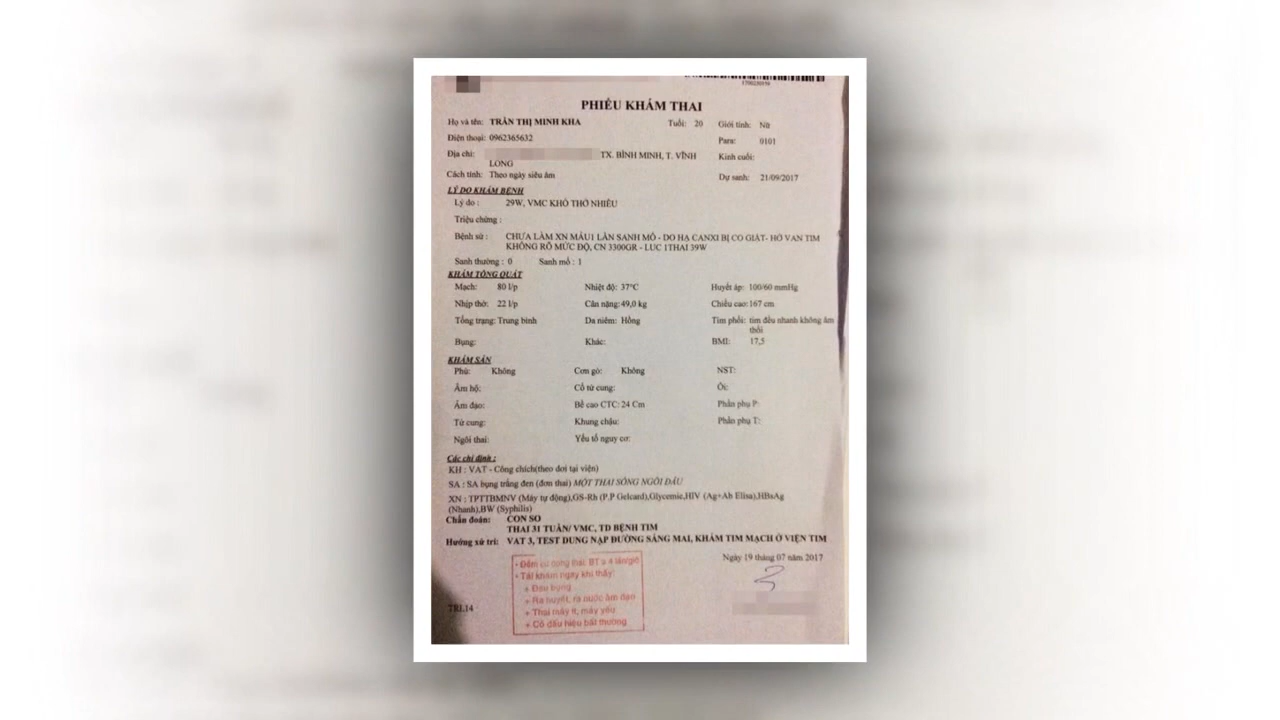 1700220158
PHIẾU KHÁM THAI
Họ và tên: TRẦN THỊ MINH KHA Tuổi: 20 Giới tính: Nữ
Điện thoại: 0962365632 Para: 0101
Địa chỉ: TX. BÌNH MINH, T. VĨNH LONG Kinh cuối:
Cách tính: Theo ngày siêu âm Dự sanh: 21/09/2017
LÝ DO KHÁM BỆNH
Lý do : 29W, VMC KHÓ THỞ NHIỀU
Triệu chứng :
Bệnh sử : CHƯA LÀM XN MÁU1 LẦN SANH MỔ - DO HẠ CANXI BỊ CO GIẬT- HỞ VAN TIM
KHÔNG RÕ MỨC ĐỘ, CN 3300GR - LUC 1THAI 39W
Sanh thường : 0 Sanh mổ : 1
KHÁM TỔNG QUÁT
Mạch: 80 l/p Nhiệt độ: 37°C Huyết áp: 100/60 mmHg
Nhịp thở: 22 l/p Cân nặng: 49,0 kg Chiều cao: 167 cm
Tổng trạng: Trung bình Da niêm: Hồng Tim phổi: tim đều nhanh không âm thổi
Bụng: Khác: BMI: 17,5
KHÁM SẢN
Phù: Không Cơn gò: Không NST:
Âm hộ: Cổ tử cung: Ối:
Âm đạo: Bề cao CTC: 24 Cm Phần phụ P:
Tử cung: Khung chậu: Phần phụ T:
Ngôi thai: Yếu tố nguy cơ:
Các chỉ định :
KH : VAT - Công chích(theo dơi tại viện)
SA : SA bụng trắng đen (đơn thai) MỘT THAI SỐNG NGÔI ĐẦU
XN : TPTTBMNV (Máy tự động),GS-Rh (P.P Gelcard),Glycemie,HIV (Ag+Ab Elisa),HBsAg
(Nhanh),BW (Syphilis)
Chẩn đoán: CON SO
THAI 31 TUẦN/ VMC, TD BỆNH TIM
Hướng xử trí: VAT 3, TEST DUNG NẠP ĐƯỜNG SÁNG MAI, KHÁM TIM MẠCH Ở VIỆN TIM
Ngày 19 tháng 07 năm 2017
- Đếm cử động thai: BT ≥ 4 lần/giờ
- Tái khám ngay khi thấy:
+ Đau bụng
+ Ra huyết, ra nước âm đạo
+ Thai máy ít, máy yếu
+ Có dấu hiệu bất thường
TRI.14